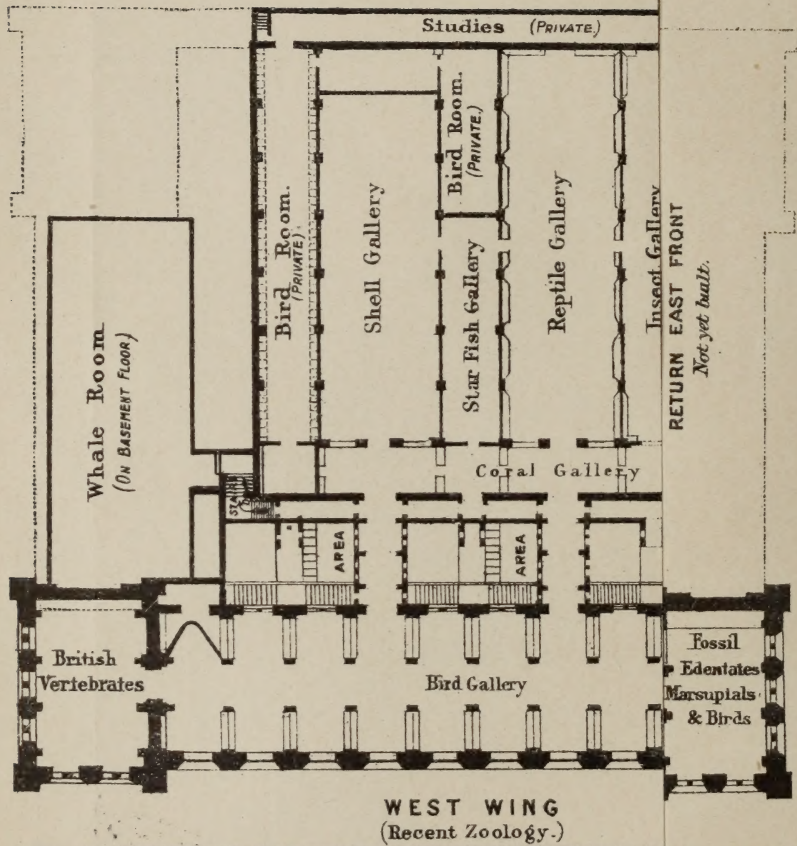 Studies (PRIVATE.)
Bird Room.
(PRIVATE.)
Bird Room.
(PRIVATE)
Shell Gallery
Star Fish Gallery
Reptile Gallery
Insect Gallery
RETURN EAST FRONT
Not yet built.
Whale Room
(ON BASEMENT FLOOR)
Coral Gallery
AREA
AREA
British
Vertebrates
Bird Gallery
Fossil
Edentates
Marsupials
& Birds
WEST WING
(Recent Zoology.)